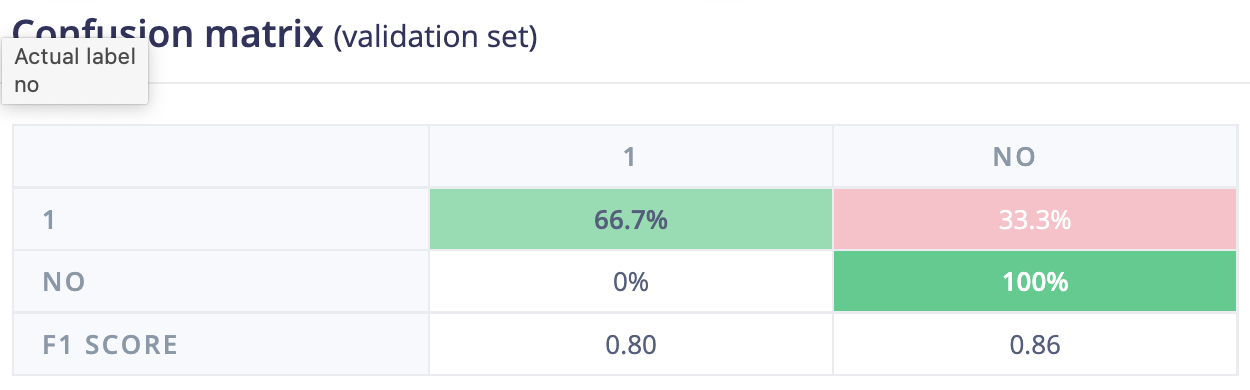 Confusion matrix (validation set)
Actual label
no
1 NO
1 66.7% 33.3%
NO 0% 100%
F1 SCORE 0.80 0.86